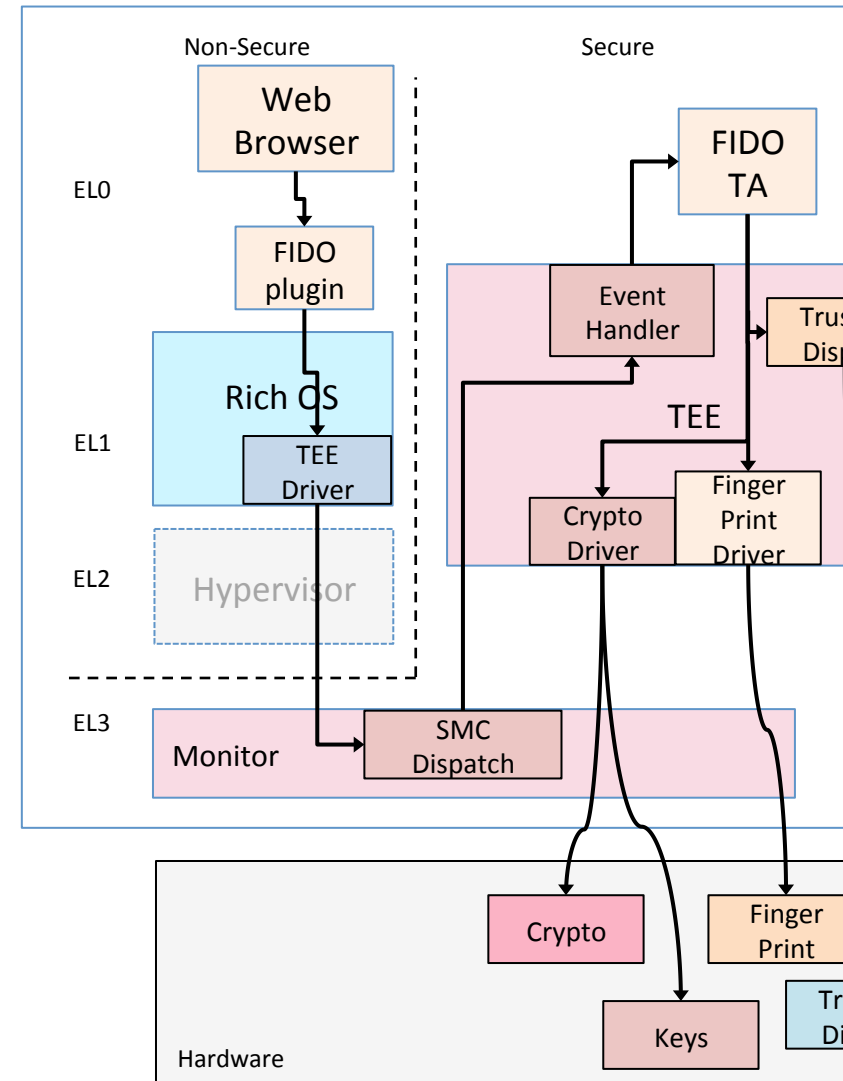 Non-Secure
Secure
Web
Browser
FIDO
TA
EL0
FIDO
plugin
Event
Handler
Rich OS
TEE
EL1
TEE
Driver
Finger
Print
Driver
Crypto
Driver
EL2
Hypervisor
EL3
SMC
Dispatch
Monitor
Crypto
Finger
Print
Keys
Hardware